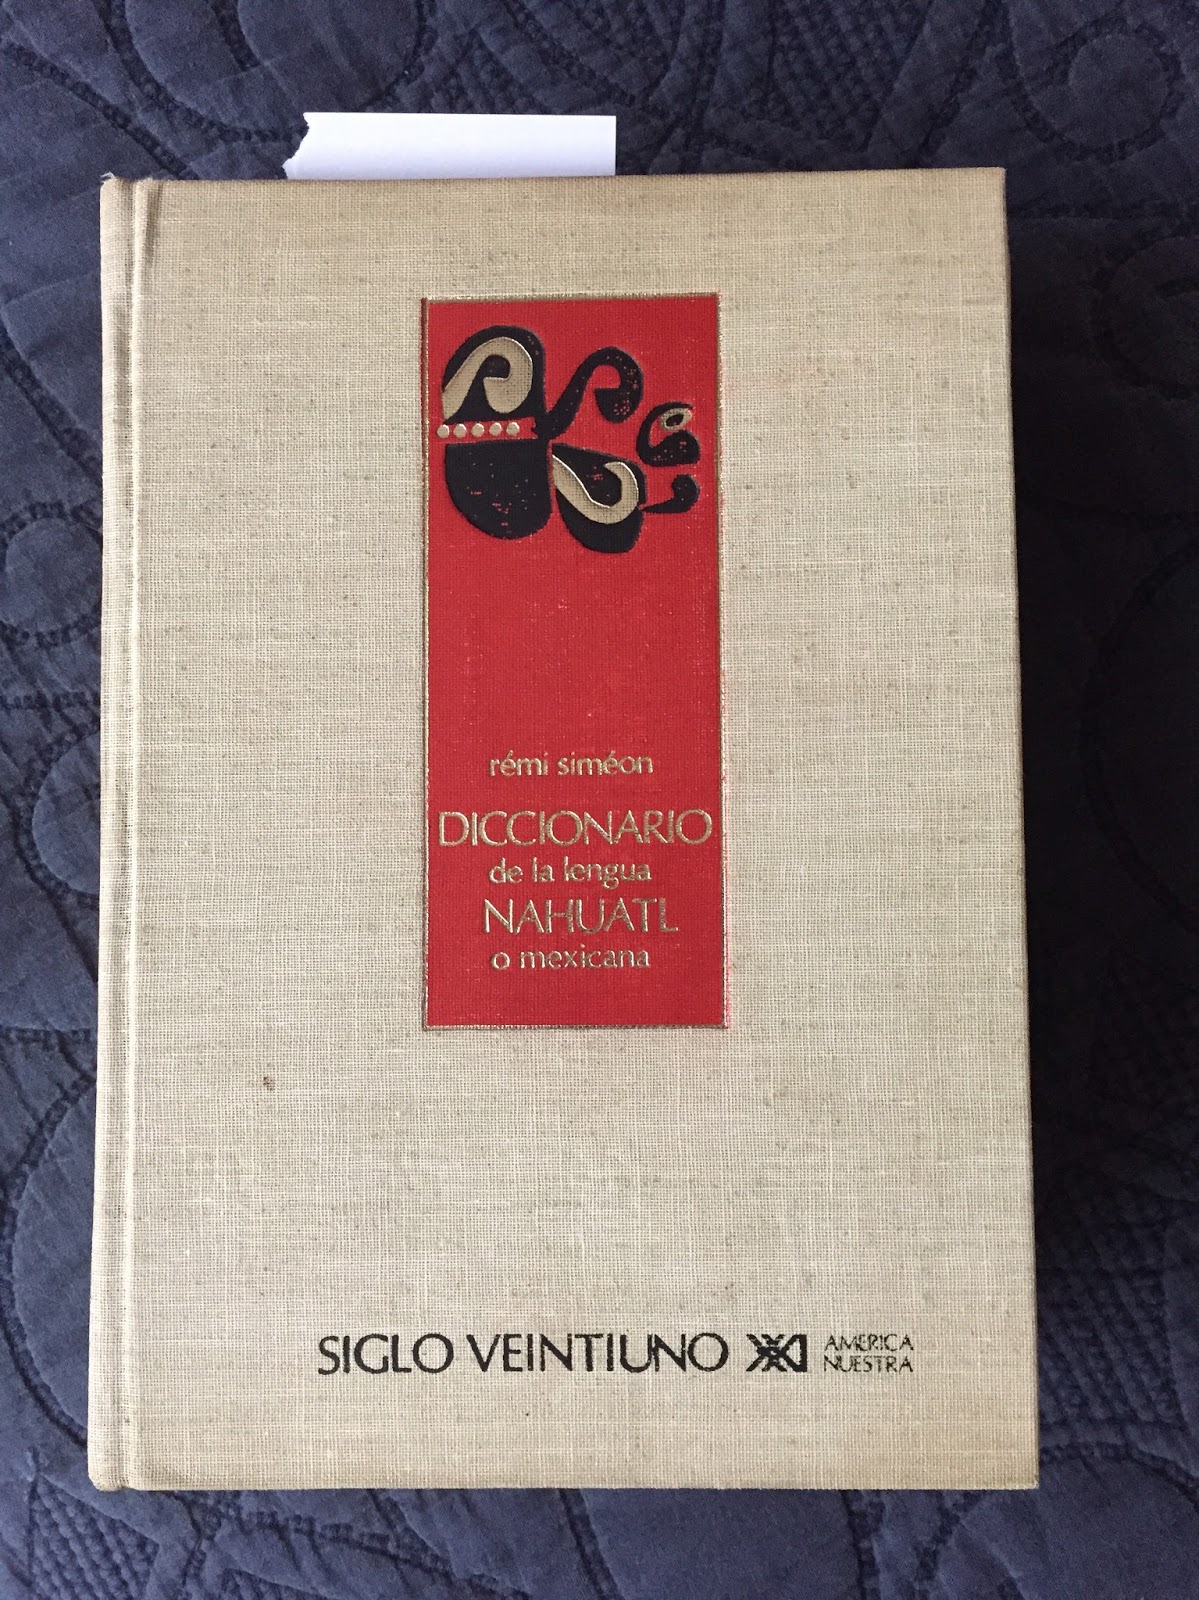 rémi siméon
DICCIONARIO
de la lengua
NAHUATL
o mexicana
SIGLO VEINTIUNO
AMERICA
NUESTRA